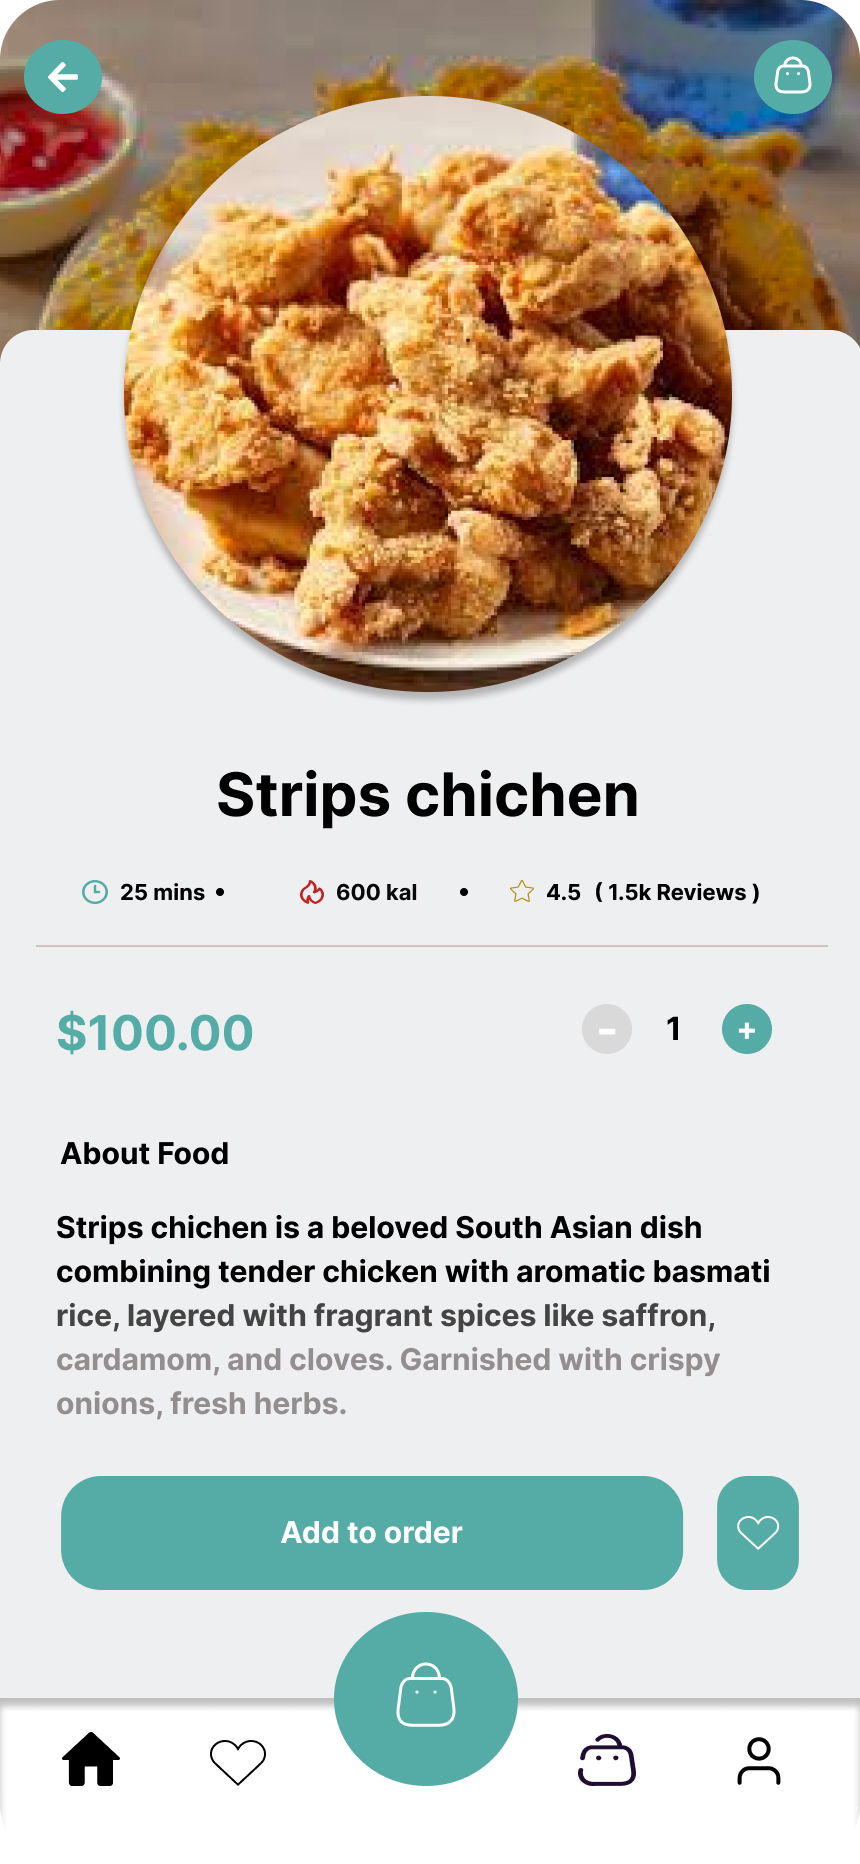 Strips chichen
25 mins • 600 kal • 4.5 ( 1.5k Reviews )
$100.00 - 1 +
About Food
Strips chichen is a beloved South Asian dish
combining tender chicken with aromatic basmati
rice, layered with fragrant spices like saffron,
cardamom, and cloves. Garnished with crispy
onions, fresh herbs.
Add to order